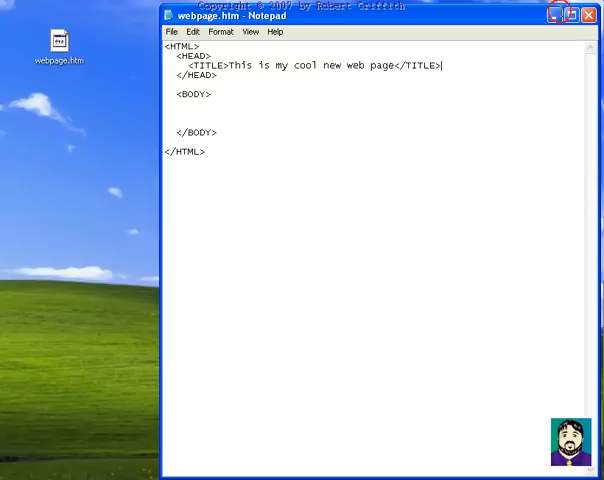 Copyright © 2007 by Robert Griffith
webpage.htm - Notepad
File Edit Format View Help
webpage.htm
<HTML>
<HEAD>
<TITLE>This is my cool new web page</TITLE>
</HEAD>
<BODY>
</BODY>
</HTML>